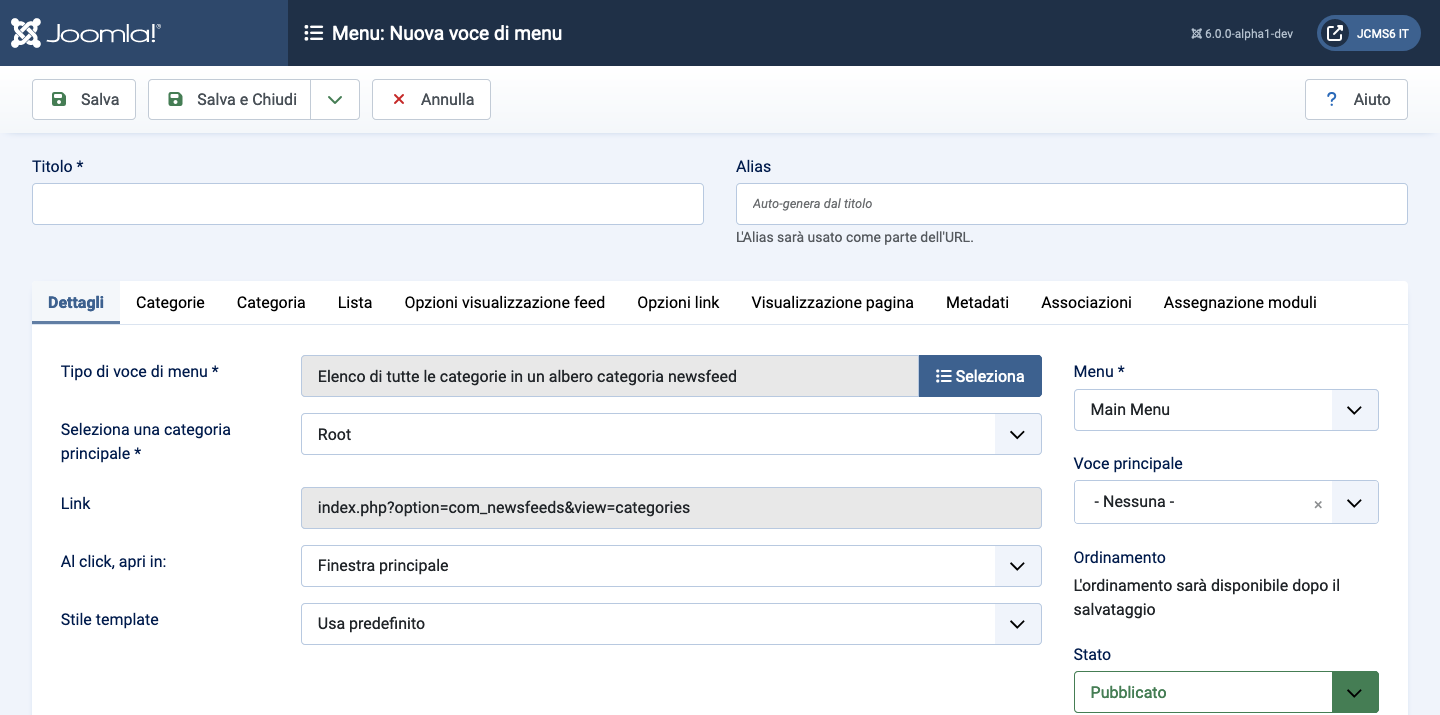 Joomla!®
Menu: Nuova voce di menu
6.0.0-alpha1-dev
JCMS6 IT
Salva
Salva e Chiudi
Annulla
? Aiuto
Titolo *
Alias
Auto-genera dal titolo
L'Alias sarà usato come parte dell'URL.
Dettagli Categorie Categoria Lista Opzioni visualizzazione feed Opzioni link Visualizzazione pagina Metadati Associazioni Assegnazione moduli
Tipo di voce di menu *
Elenco di tutte le categorie in un albero categoria newsfeed
Seleziona
Seleziona una categoria
principale *
Root
Link
index.php?option=com_newsfeeds&view=categories
Al click, apri in:
Finestra principale
Stile template
Usa predefinito
Menu *
Main Menu
Voce principale
- Nessuna -
×
Ordinamento
L'ordinamento sarà disponibile dopo il
salvataggio
Stato
Pubblicato